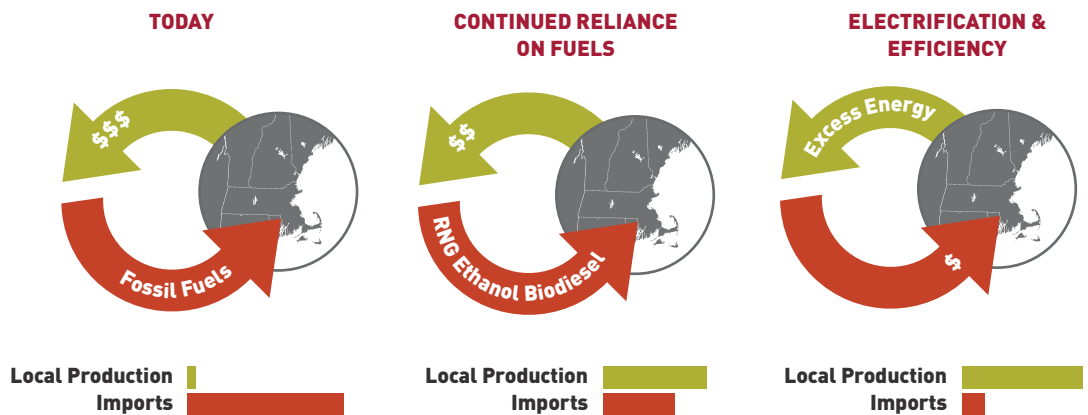 TODAY
$$$
Fossil Fuels
Local Production
Imports
CONTINUED RELIANCE
ON FUELS
$$
RNG Ethanol Biodiesel
Local Production
Imports
ELECTRIFICATION &
EFFICIENCY
Excess Energy
$
Local Production
Imports